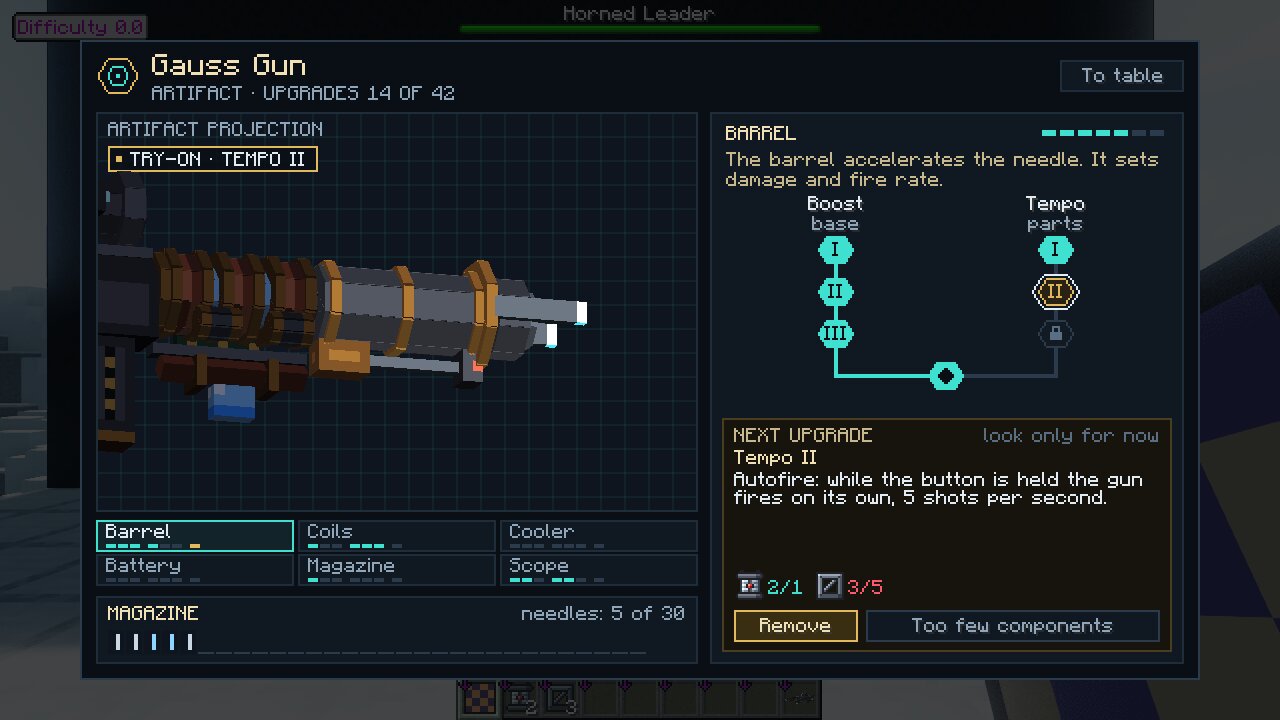 Horned Leader
Difficulty 0.0
Gauss Gun
ARTIFACT · UPGRADES 14 OF 42
To table
ARTIFACT PROJECTION
TRY-ON · TEMPO II
BARREL
The barrel accelerates the needle. It sets
damage and fire rate.
Boost
base
Tempo
parts
I
I
II
II
III
NEXT UPGRADE
look only for now
Tempo II
Autofire: while the button is held the gun
fires on its own, 5 shots per second.
2/1
3/5
Remove
Too few components
Barrel
Coils
Cooler
Battery
Magazine
Scope
MAGAZINE
needles: 5 of 30
2
3